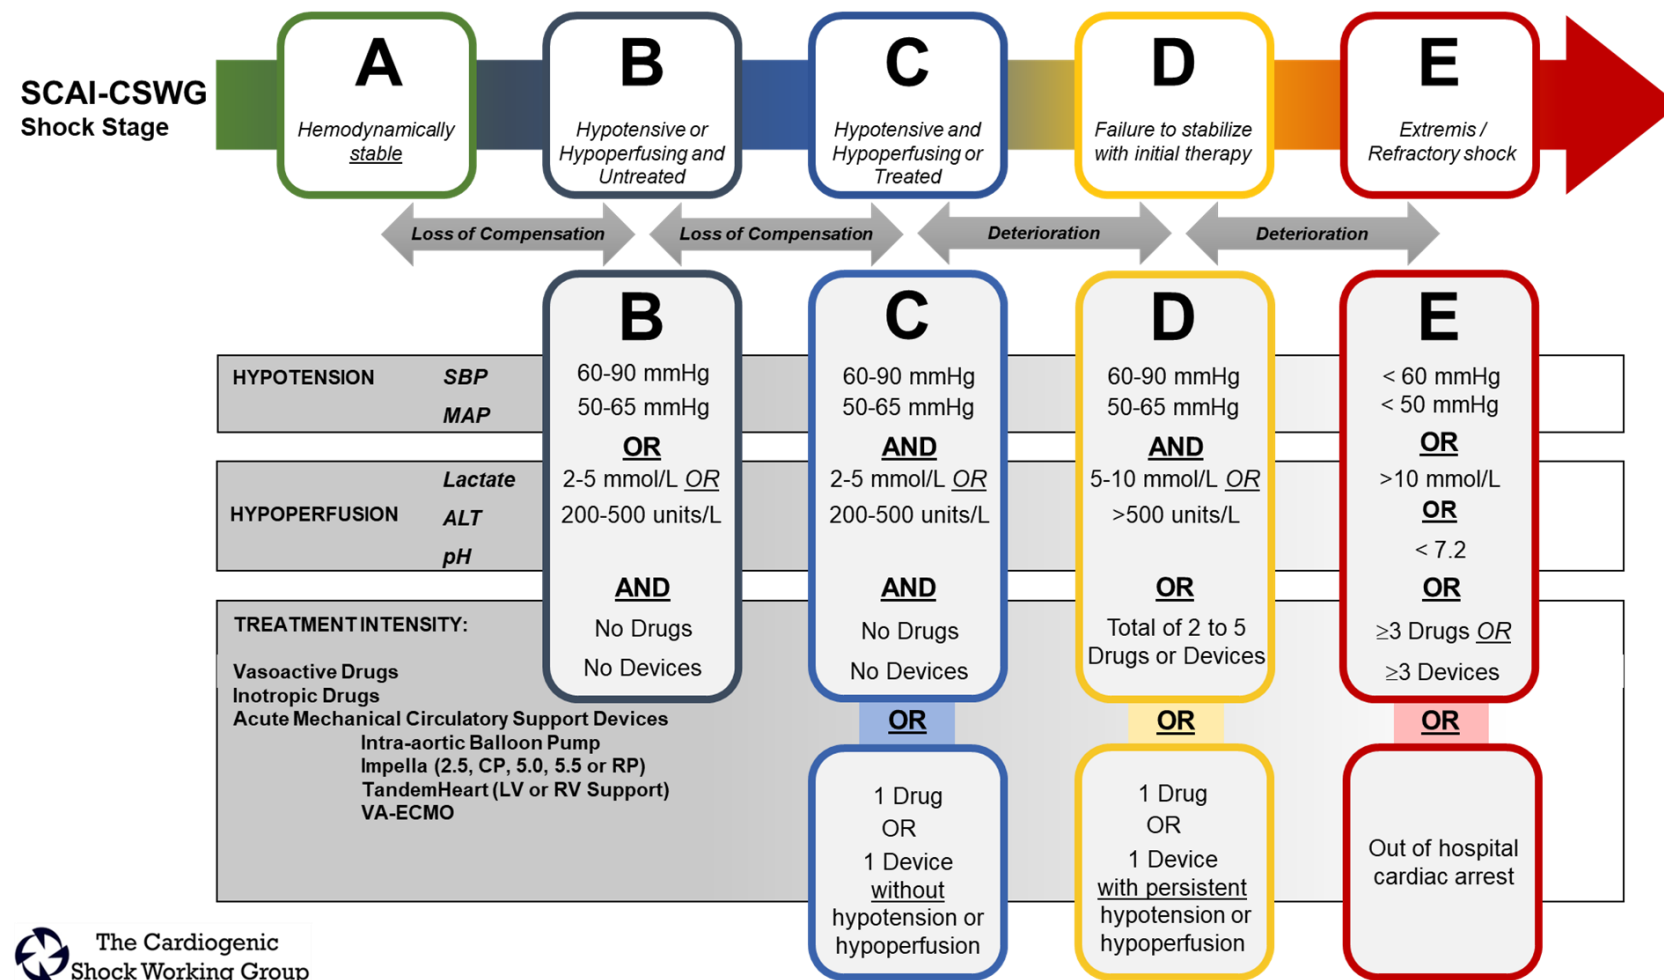 SCAI-CSWG
Shock Stage
A
Hemodynamically
stable
B
Hypotensive or
Hypoperfusing and
Untreated
C
Hypotensive and
Hypoperfusing or
Treated
D
Failure to stabilize
with initial therapy
E
Extremis /
Refractory shock
Loss of Compensation
Loss of Compensation
Deterioration
Deterioration
HYPOTENSION
SBP
MAP
HYPOPERFUSION
Lactate
ALT
pH
TREATMENT INTENSITY:
Vasoactive Drugs
Inotropic Drugs
Acute Mechanical Circulatory Support Devices
Intra-aortic Balloon Pump
Impella (2.5, CP, 5.0, 5.5 or RP)
TandemHeart (LV or RV Support)
VA-ECMO
B
60-90 mmHg
50-65 mmHg
OR
2-5 mmol/L OR
200-500 units/L
AND
No Drugs
No Devices
C
60-90 mmHg
50-65 mmHg
AND
2-5 mmol/L OR
200-500 units/L
AND
No Drugs
No Devices
OR
1 Drug
OR
1 Device
without
hypotension or
hypoperfusion
D
60-90 mmHg
50-65 mmHg
AND
5-10 mmol/L OR
>500 units/L
OR
Total of 2 to 5
Drugs or Devices
OR
1 Drug
OR
1 Device
with persistent
hypotension or
hypoperfusion
E
< 60 mmHg
< 50 mmHg
OR
>10 mmol/L
OR
< 7.2
OR
≥3 Drugs OR
≥3 Devices
OR
Out of hospital
cardiac arrest
The Cardiogenic
Shock Working Group